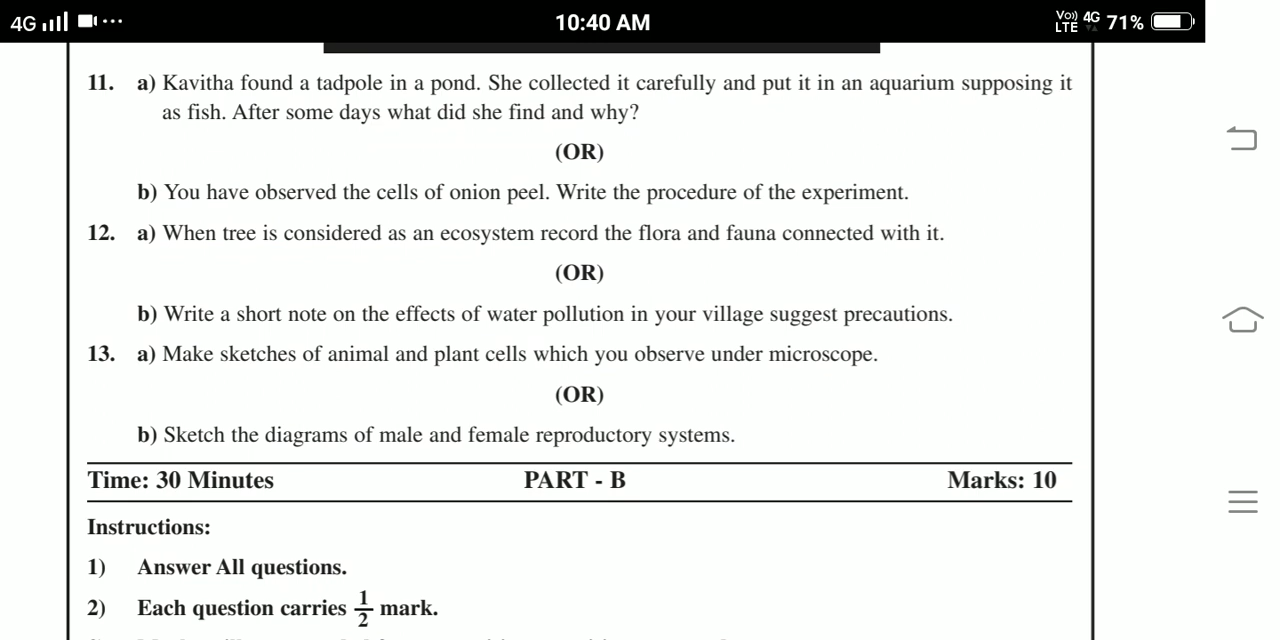 4G 10:40 AM Vo)) LTE 4G 71%
11. a) Kavitha found a tadpole in a pond. She collected it carefully and put it in an aquarium supposing it
as fish. After some days what did she find and why?
(OR)
b) You have observed the cells of onion peel. Write the procedure of the experiment.
12. a) When tree is considered as an ecosystem record the flora and fauna connected with it.
(OR)
b) Write a short note on the effects of water pollution in your village suggest precautions.
13. a) Make sketches of animal and plant cells which you observe under microscope.
(OR)
b) Sketch the diagrams of male and female reproductory systems.
Time: 30 Minutes PART - B Marks: 10
Instructions:
1) Answer All questions.
2) Each question carries 1/2 mark.